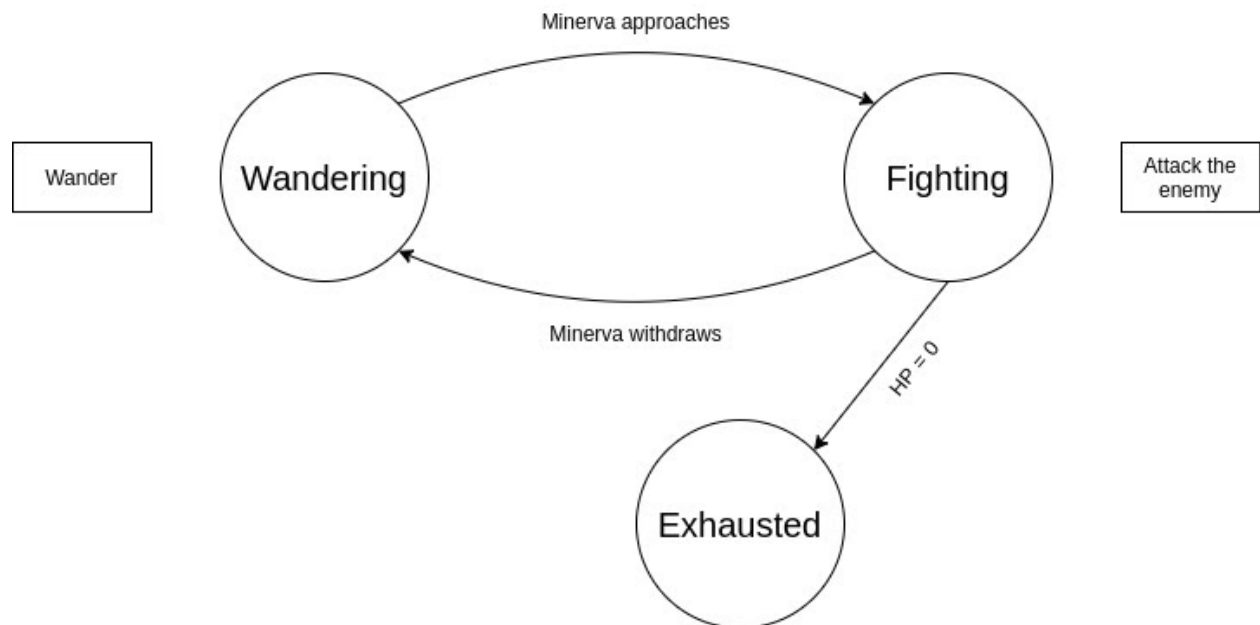 Minerva approaches
Wander
Wandering
Fighting
Attack the
enemy
Minerva withdraws
HP = 0
Exhausted